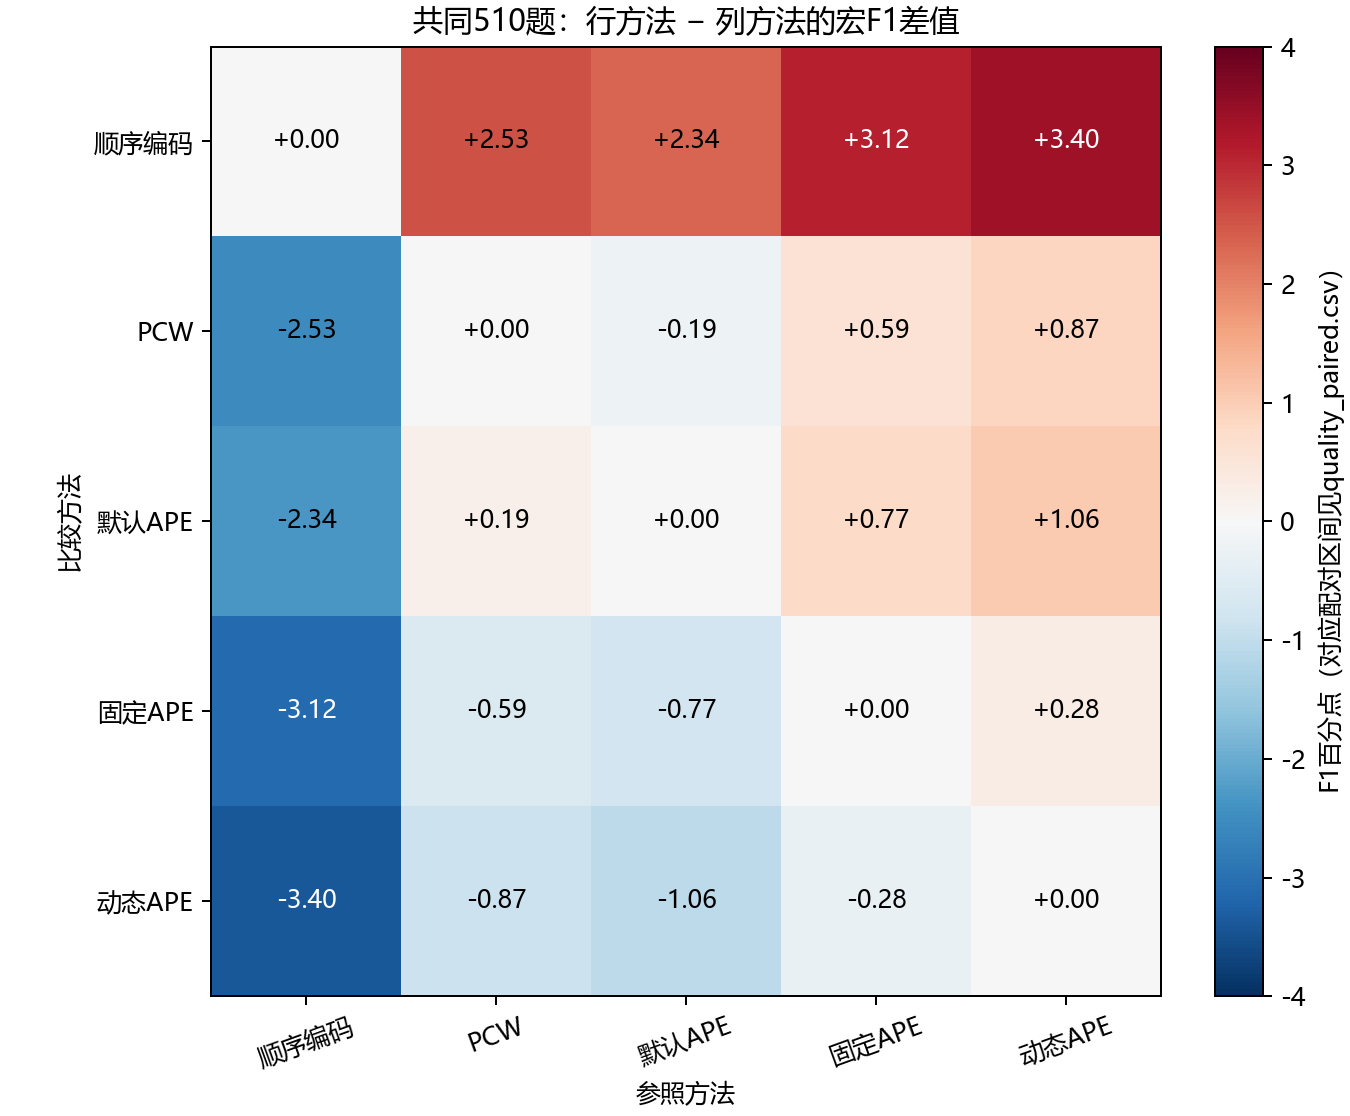 共同510题：行方法 − 列方法的宏F1差值
顺序编码 +0.00 +2.53 +2.34 +3.12 +3.40
PCW -2.53 +0.00 -0.19 +0.59 +0.87
默认APE -2.34 +0.19 +0.00 +0.77 +1.06
固定APE -3.12 -0.59 -0.77 +0.00 +0.28
动态APE -3.40 -0.87 -1.06 -0.28 +0.00
比较方法
顺序编码 PCW 默认APE 固定APE 动态APE
参照方法
4
3
2
1
0
-1
-2
-3
-4
F1百分点（对应配对区间见quality_paired.csv）